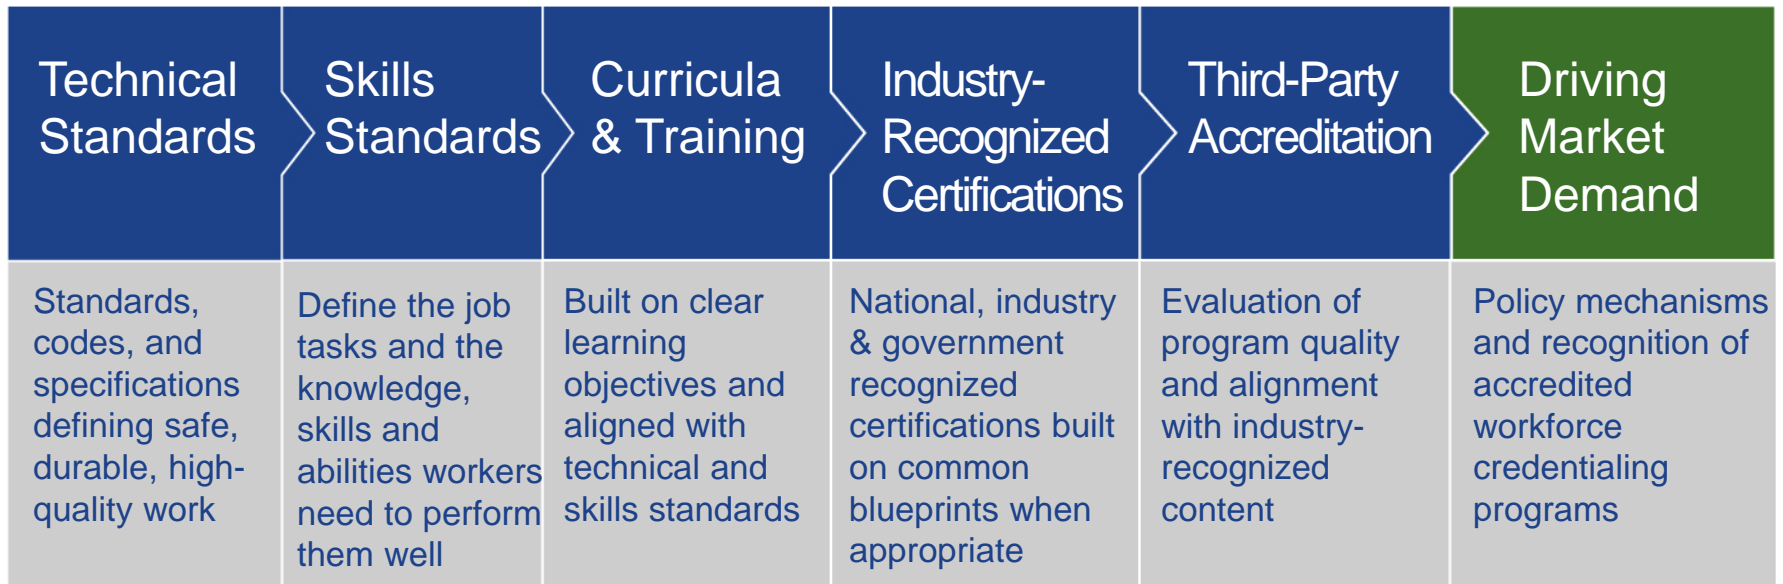 Technical
Standards
Skills
Standards
Curricula
& Training
Industry-
Recognized
Certifications
Third-Party
Accreditation
Driving
Market
Demand
Standards,
codes, and
specifications
defining safe,
durable, high-
quality work
Define the job
tasks and the
knowledge,
skills and
abilities workers
need to perform
them well
Built on clear
learning
objectives and
aligned with
technical and
skills standards
National, industry
& government
recognized
certifications built
on common
blueprints when
appropriate
Evaluation of
program quality
and alignment
with industry-
recognized
content
Policy mechanisms
and recognition of
accredited
workforce
credentialing
programs